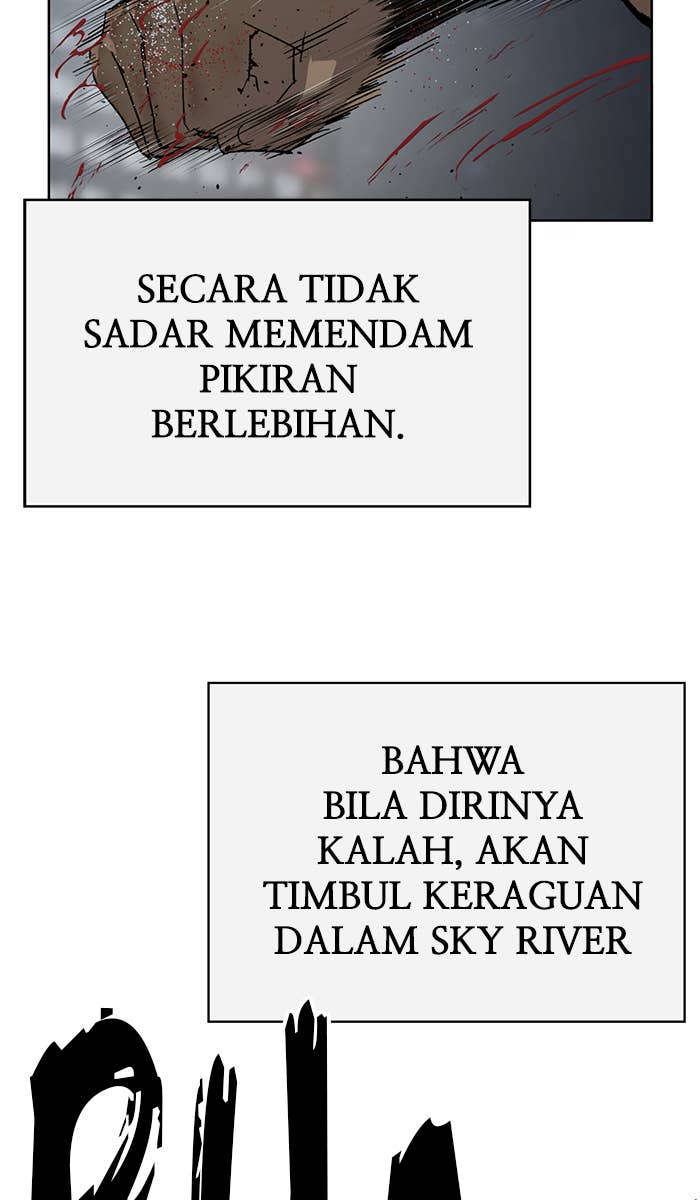 SECARA TIDAK
SADAR MEMENDAM
PIKIRAN
BERLEBIHAN.
BAHWA
BILA DIRINYA
KALAH, AKAN
TIMBUL KERAGUAN
DALAM SKY RIVER